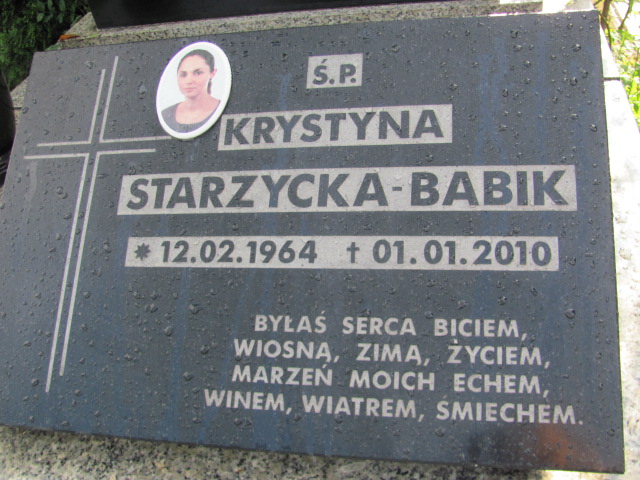 Ś.P.
KRYSTYNA
STARZYCKA-BABIK
✷ 12.02.1964 † 01.01.2010
BYŁAŚ SERCA BICIEM,
WIOSNĄ, ZIMĄ, ŻYCIEM,
MARZEŃ MOICH ECHEM,
WINEM, WIATREM, ŚMIECHEM.